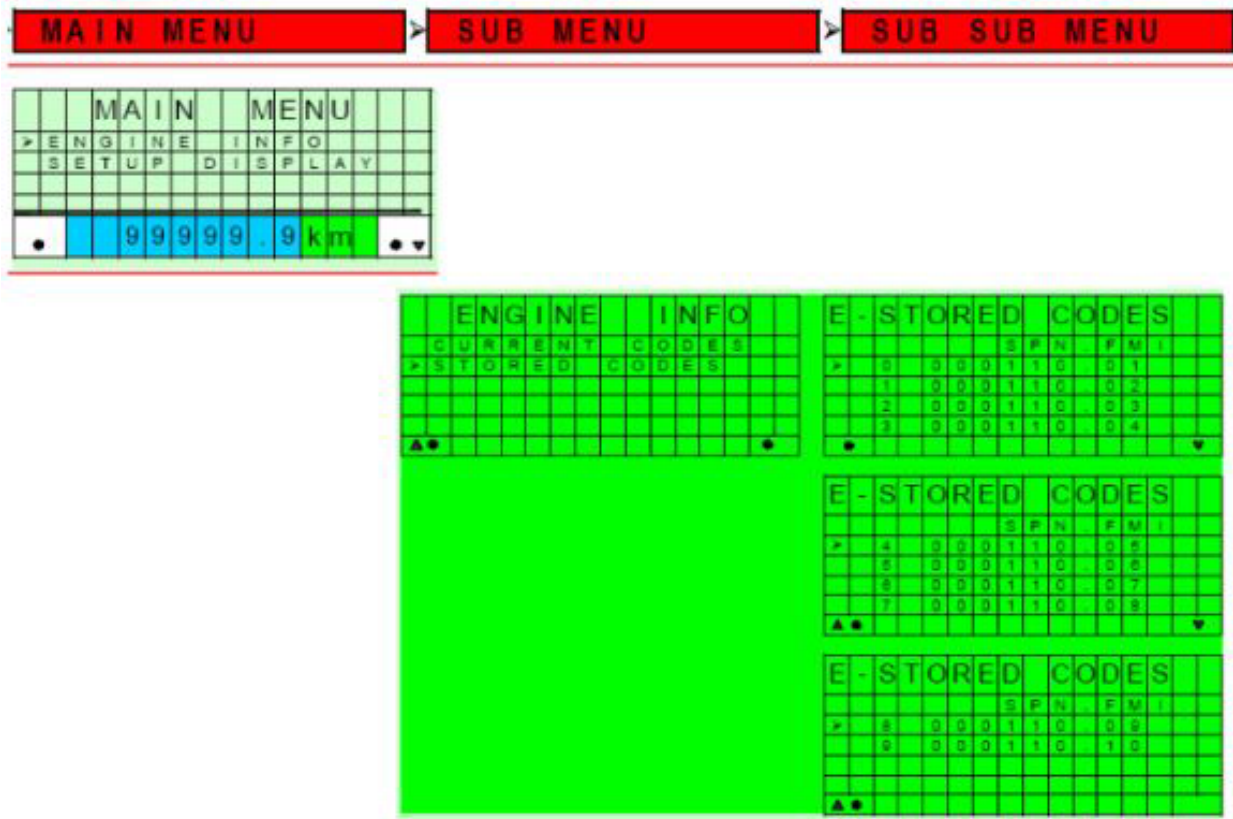 MAIN MENU
SUB MENU
SUB SUB MENU
MAIN MENU
ENGINE INFO
SETUP DISPLAY
99999.9km
ENGINE INFO
CURRENT CODES
STORED CODES
E-STORED CODES
SPN.FMI
0 000110.01
1 000110.02
2 000110.03
3 000110.04
E-STORED CODES
SPN.FMI
4 000110.05
5 000110.06
6 000110.07
7 000110.08
E-STORED CODES
SPN.FMI
8 000110.09
9 000110.10